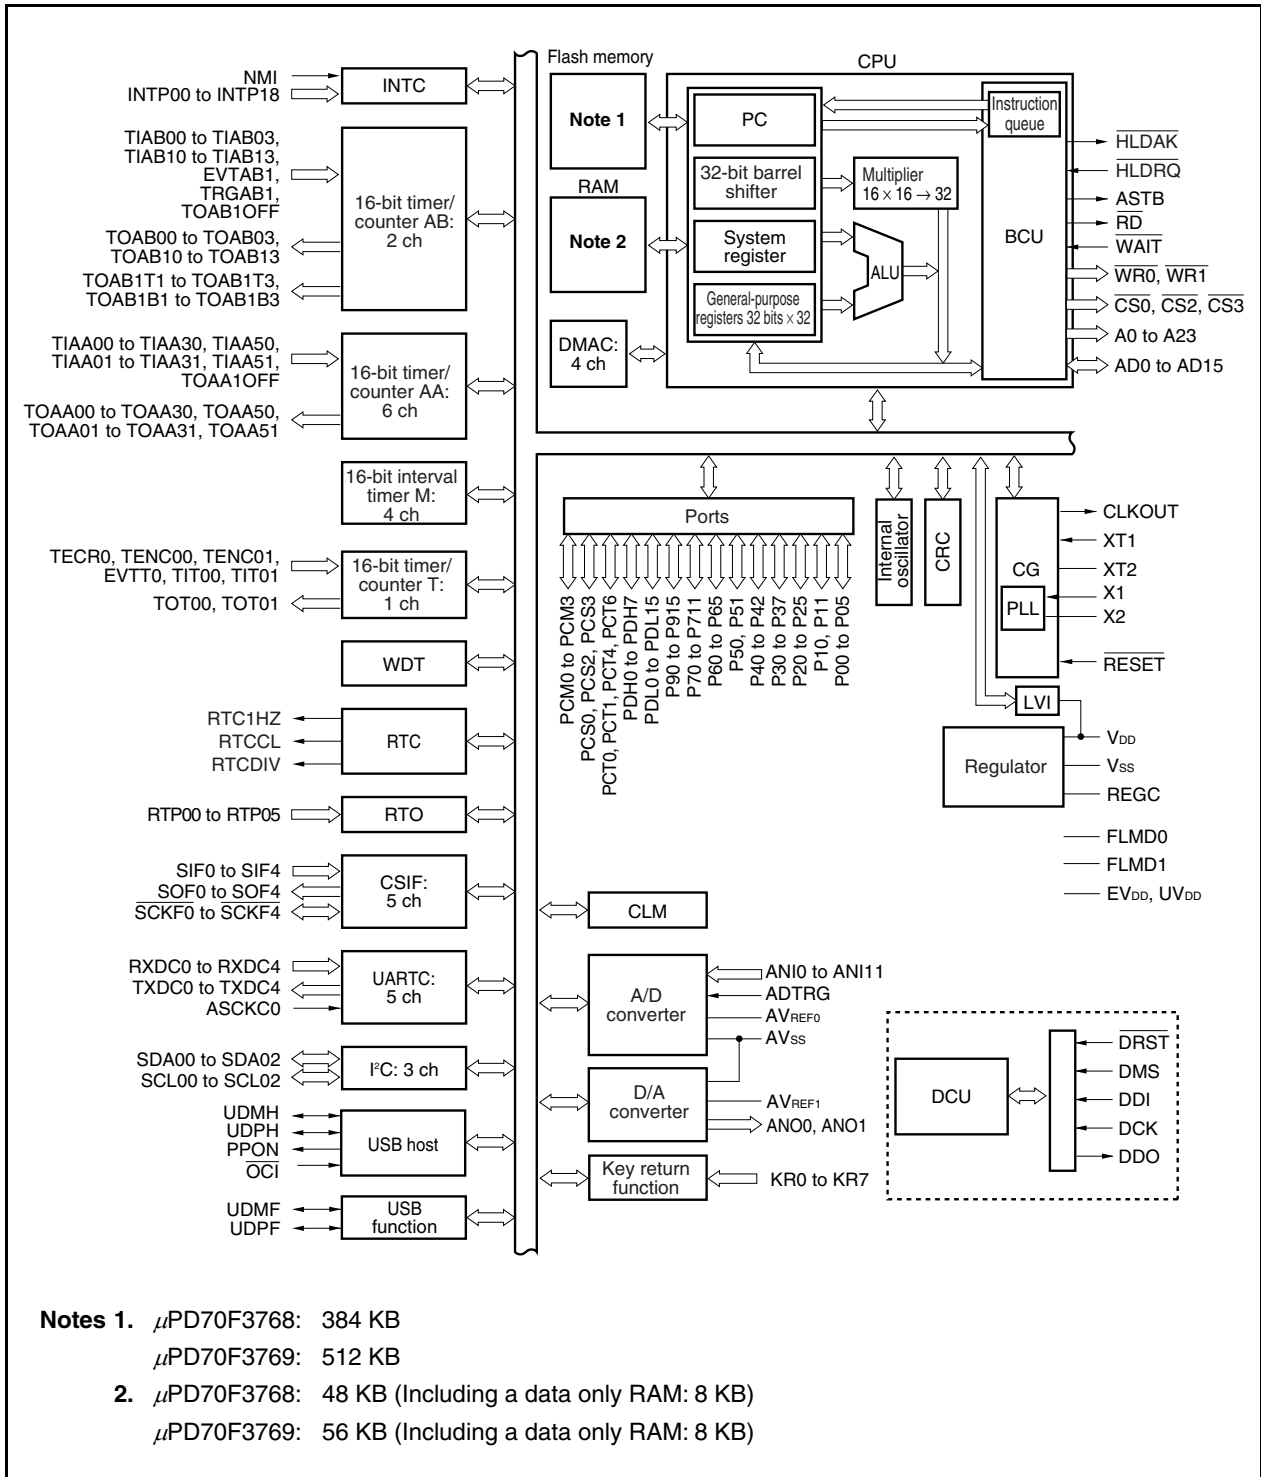 NMI
INTP00 to INTP18
INTC
TIAB00 to TIAB03,
TIAB10 to TIAB13,
EVTAB1,
TRGAB1,
TOAB1OFF
TOAB00 to TOAB03,
TOAB10 to TOAB13
TOAB1T1 to TOAB1T3,
TOAB1B1 to TOAB1B3
16-bit timer/
counter AB:
2 ch
TIAA00 to TIAA30, TIAA50,
TIAA01 to TIAA31, TIAA51,
TOAA1OFF
TOAA00 to TOAA30, TOAA50,
TOAA01 to TOAA31, TOAA51
16-bit timer/
counter AA:
6 ch
16-bit interval
timer M:
4 ch
TECR0, TENC00, TENC01,
EVTT0, TIT00, TIT01
TOT00, TOT01
16-bit timer/
counter T:
1 ch
WDT
RTC1HZ
RTCCL
RTCDIV
RTC
RTP00 to RTP05
RTO
SIF0 to SIF4
SOF0 to SOF4
SCKF0 to SCKF4
CSIF:
5 ch
RXDC0 to RXDC4
TXDC0 to TXDC4
ASCKC0
UARTC:
5 ch
SDA00 to SDA02
SCL00 to SCL02
I²C: 3 ch
UDMH
UDPH
PPON
OCI
USB host
UDMF
UDPF
USB
function
Flash memory
Note 1
RAM
Note 2
DMAC:
4 ch
CPU
PC
32-bit barrel
shifter
System
register
General-purpose
registers 32 bits × 32
Multiplier
16 × 16 → 32
ALU
Instruction
queue
BCU
HLDAK
HLDRQ
ASTB
RD
WAIT
WR0, WR1
CS0, CS2, CS3
A0 to A23
AD0 to AD15
Ports
PCM0 to PCM3
PCS0, PCS2, PCS3
PCT0, PCT1, PCT4, PCT6
PDH0 to PDH7
PDL0 to PDL15
P90 to P915
P70 to P711
P60 to P65
P50, P51
P40 to P42
P30 to P37
P20 to P25
P10, P11
P00 to P05
Internal
oscillator
CRC
CG
PLL
CLKOUT
XT1
XT2
X1
X2
RESET
LVI
Regulator
VDD
VSS
REGC
FLMD0
FLMD1
EVDD, UVDD
CLM
A/D
converter
ANI0 to ANI11
ADTRG
AVREF0
AVSS
D/A
converter
AVREF1
ANO0, ANO1
Key return
function
KR0 to KR7
DCU
DRST
DMS
DDI
DCK
DDO
Notes 1. μPD70F3768: 384 KB
μPD70F3769: 512 KB
2. μPD70F3768: 48 KB (Including a data only RAM: 8 KB)
μPD70F3769: 56 KB (Including a data only RAM: 8 KB)